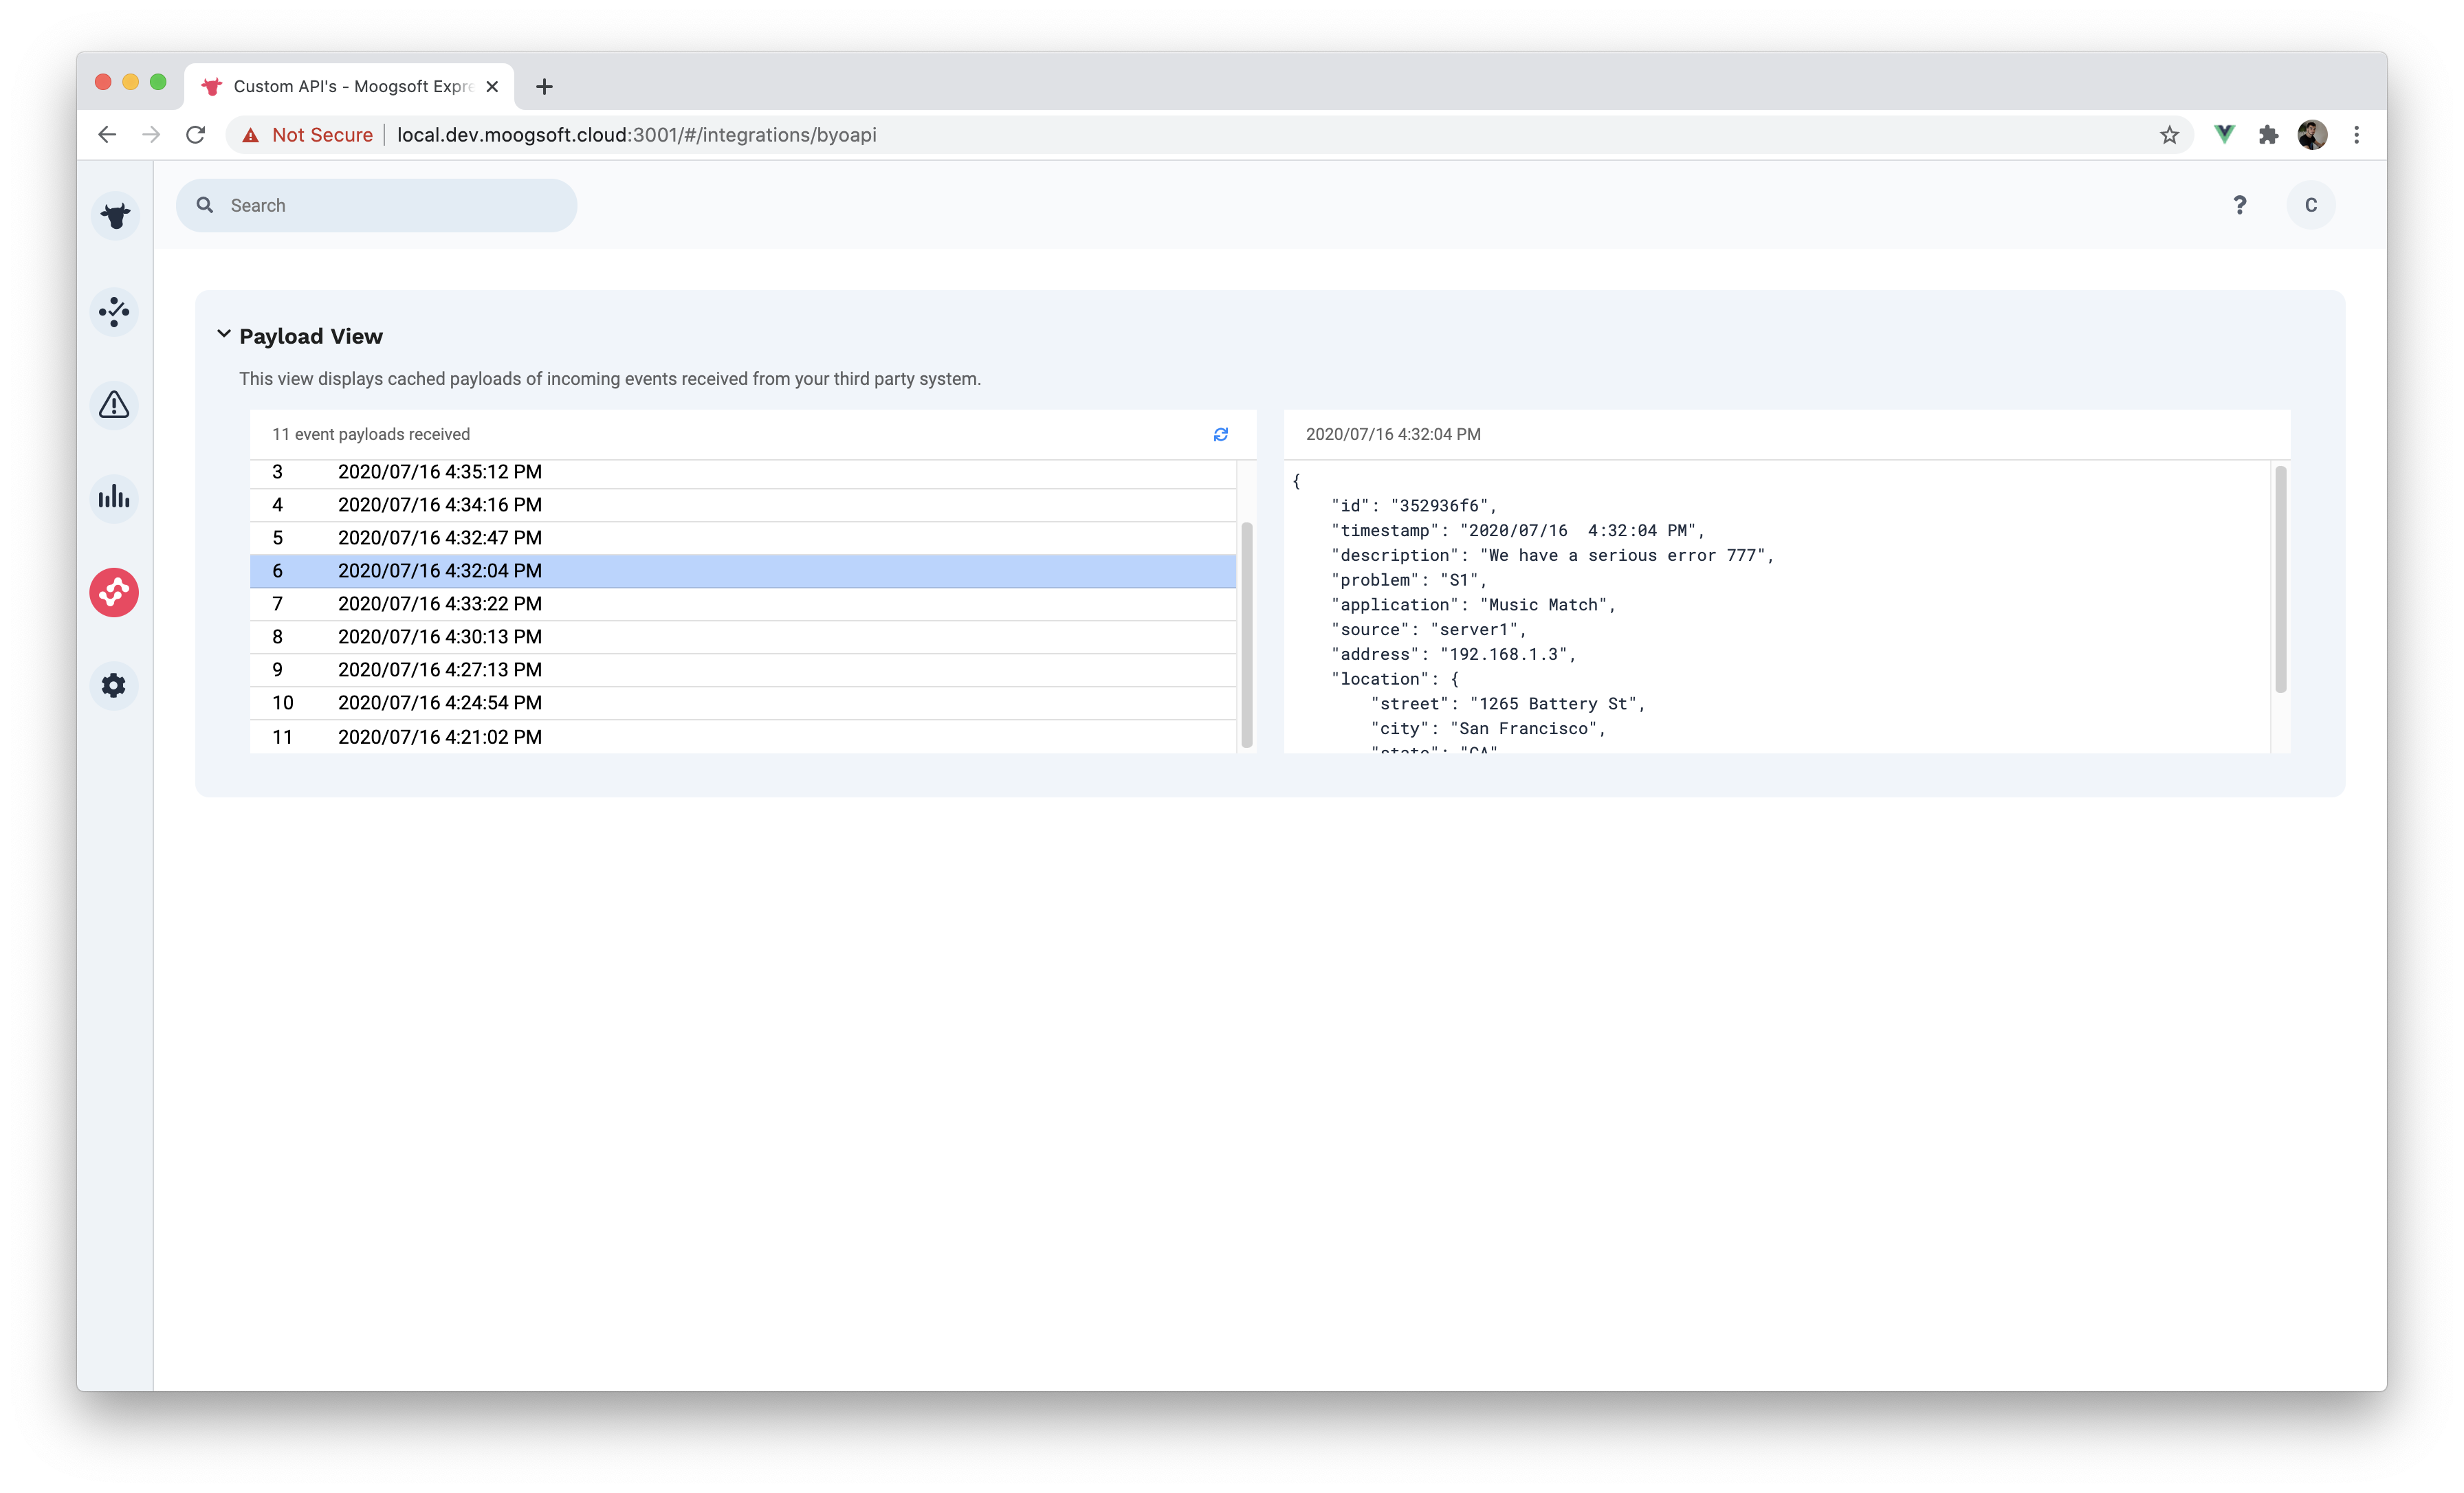 Custom API's - Moogsoft Expre
Not Secure local.dev.moogsoft.cloud:3001/#/integrations/byoapi
Search
? C
Payload View
This view displays cached payloads of incoming events received from your third party system.
11 event payloads received
3 2020/07/16 4:35:12 PM
4 2020/07/16 4:34:16 PM
5 2020/07/16 4:32:47 PM
6 2020/07/16 4:32:04 PM
7 2020/07/16 4:33:22 PM
8 2020/07/16 4:30:13 PM
9 2020/07/16 4:27:13 PM
10 2020/07/16 4:24:54 PM
11 2020/07/16 4:21:02 PM
2020/07/16 4:32:04 PM
{
"id": "352936f6",
"timestamp": "2020/07/16  4:32:04 PM",
"description": "We have a serious error 777",
"problem": "S1",
"application": "Music Match",
"source": "server1",
"address": "192.168.1.3",
"location": {
"street": "1265 Battery St",
"city": "San Francisco",
"state": "CA"